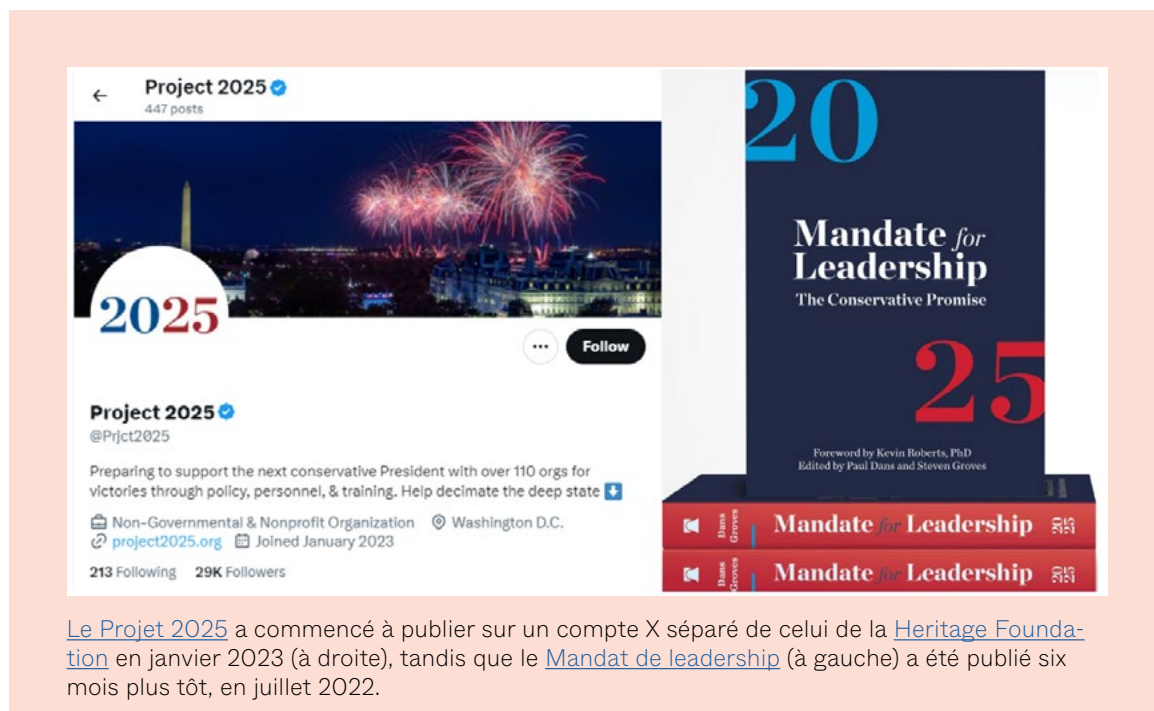 Project 2025
447 posts
2025
Follow
Project 2025
@Prjct2025
Preparing to support the next conservative President with over 110 orgs for
victories through policy, personnel, & training. Help decimate the deep state
Non-Governmental & Nonprofit Organization Washington D.C.
project2025.org Joined January 2023
213 Following 29K Followers
20
Mandate for
Leadership
The Conservative Promise
25
Foreword by Kevin Roberts, PhD
Edited by Paul Dans and Steven Groves
Dans
Groves
Mandate for Leadership
2025
Dans
Groves
Mandate for Leadership
2025
Le Projet 2025 a commencé à publier sur un compte X séparé de celui de la Heritage Founda-
tion en janvier 2023 (à droite), tandis que le Mandat de leadership (à gauche) a été publié six
mois plus tôt, en juillet 2022.